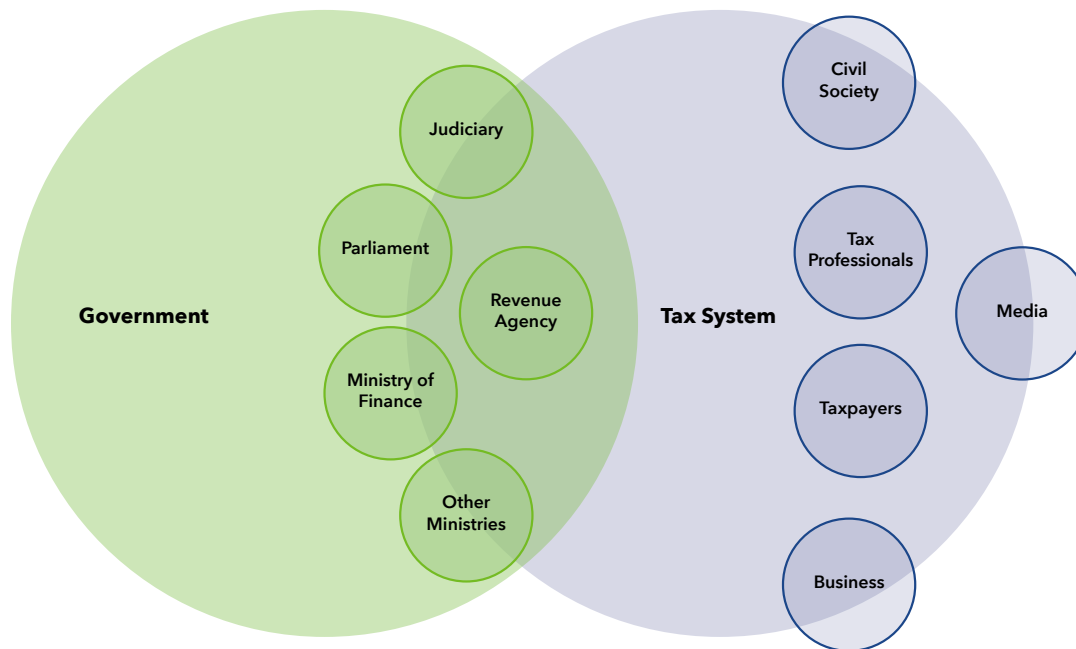 Government
Judiciary
Parliament
Revenue
Agency
Ministry of
Finance
Other
Ministries
Tax System
Civil
Society
Tax
Professionals
Media
Taxpayers
Business